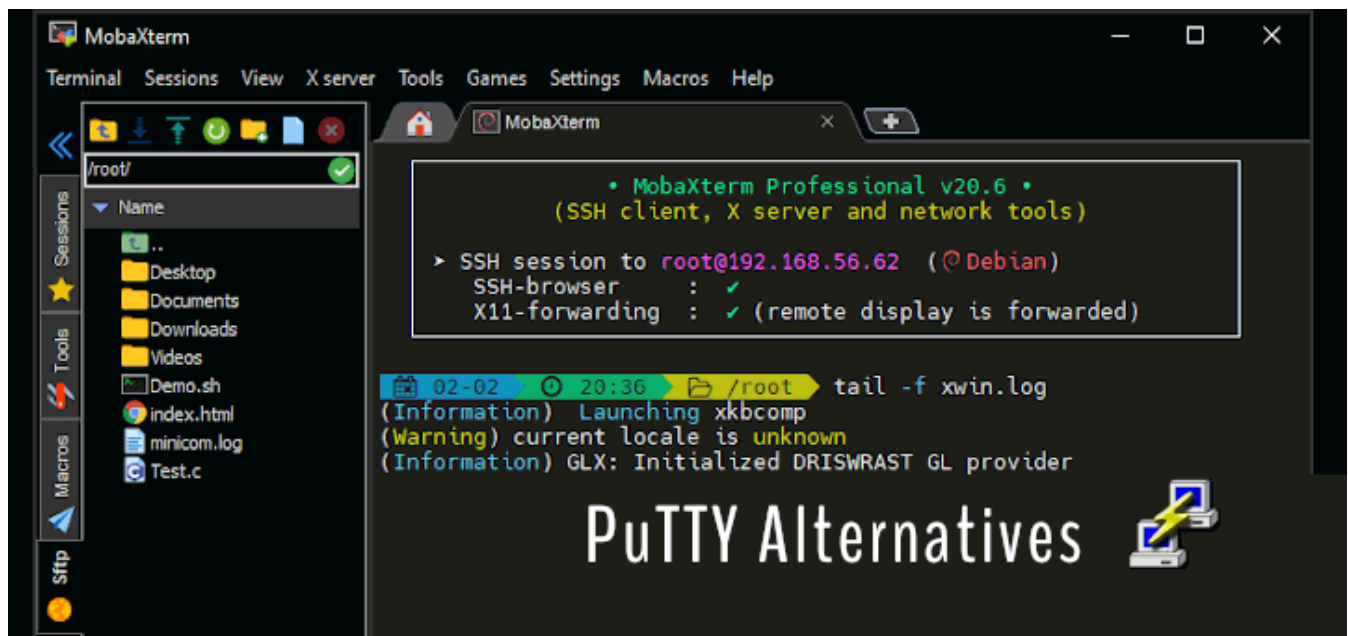 MobaXterm
Terminal Sessions View X server Tools Games Settings Macros Help
MobaXterm
/root/
Name
..
Desktop
Documents
Downloads
Videos
Demo.sh
index.html
minicom.log
Test.c
Sessions
Tools
Macros
Sftp
• MobaXterm Professional v20.6 •
(SSH client, X server and network tools)
➤ SSH session to root@192.168.56.62 (Debian)
SSH-browser : ✔
X11-forwarding : ✔ (remote display is forwarded)
02-02 20:36 /root tail -f xwin.log
(Information) Launching xkbcomp
(Warning) current locale is unknown
(Information) GLX: Initialized DRISWRAST GL provider
PuTTY Alternatives